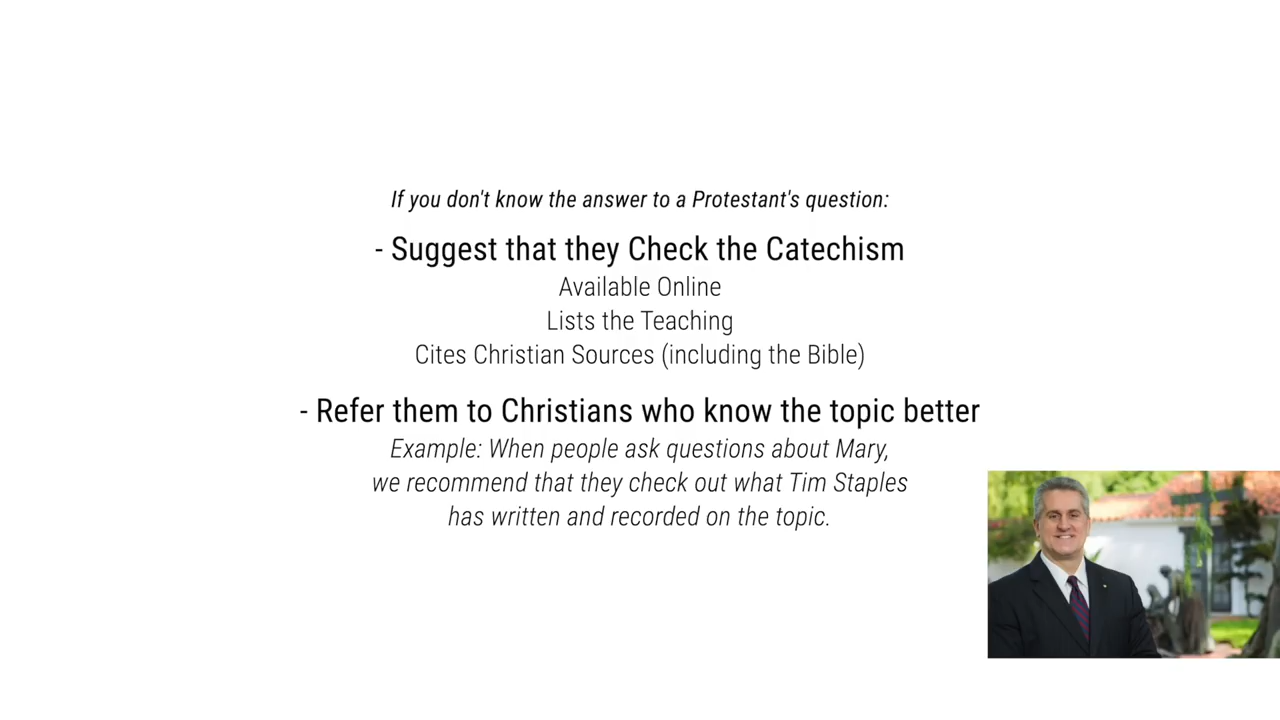 If you don't know the answer to a Protestant's question:
- Suggest that they Check the Catechism
Available Online
Lists the Teaching
Cites Christian Sources (including the Bible)
- Refer them to Christians who know the topic better
Example: When people ask questions about Mary,
we recommend that they check out what Tim Staples
has written and recorded on the topic.